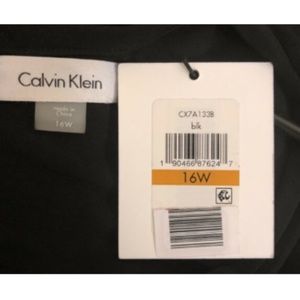 Calvin Klein
made in
China
16W
CX7A133B
blk
1 90466 87624 7
16W